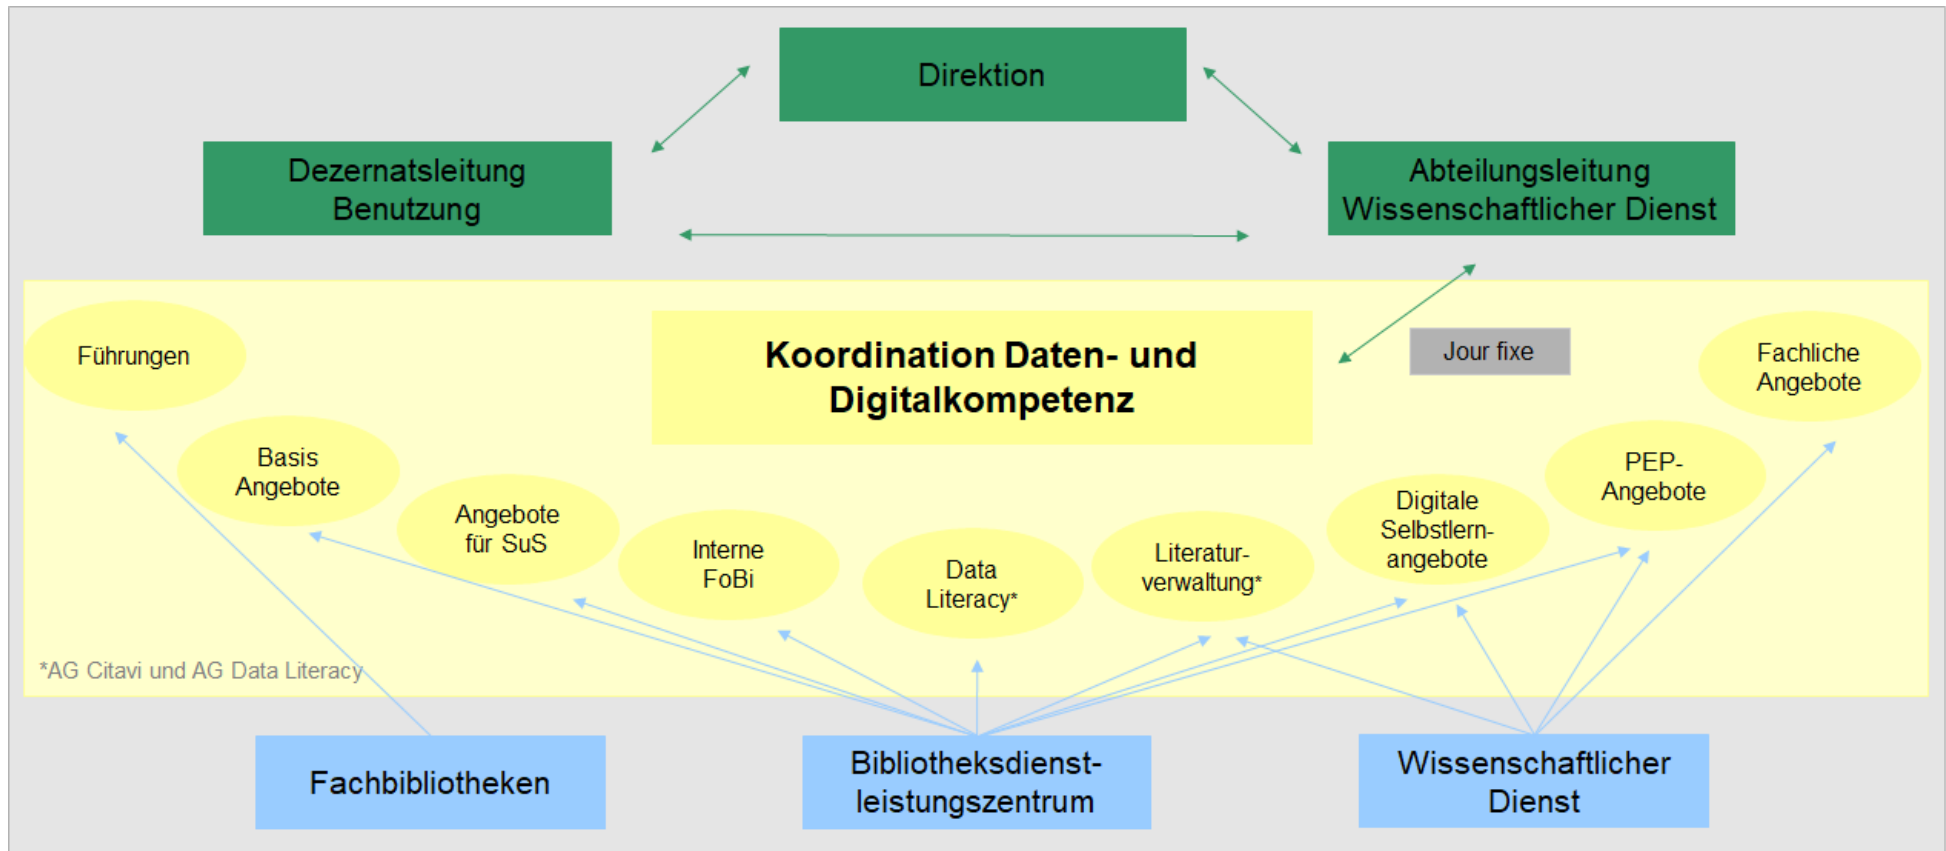 Direktion
Dezernatsleitung
Benutzung
Abteilungsleitung
Wissenschaftlicher Dienst
Koordination Daten- und
Digitalkompetenz
Jour fixe
Führungen
Basis
Angebote
Angebote
für SuS
Interne
FoBi
Data
Literacy*
Literatur-
verwaltung*
Digitale
Selbstlern-
angebote
PEP-
Angebote
Fachliche
Angebote
*AG Citavi und AG Data Literacy
Fachbibliotheken
Bibliotheksdienst-
leistungszentrum
Wissenschaftlicher
Dienst